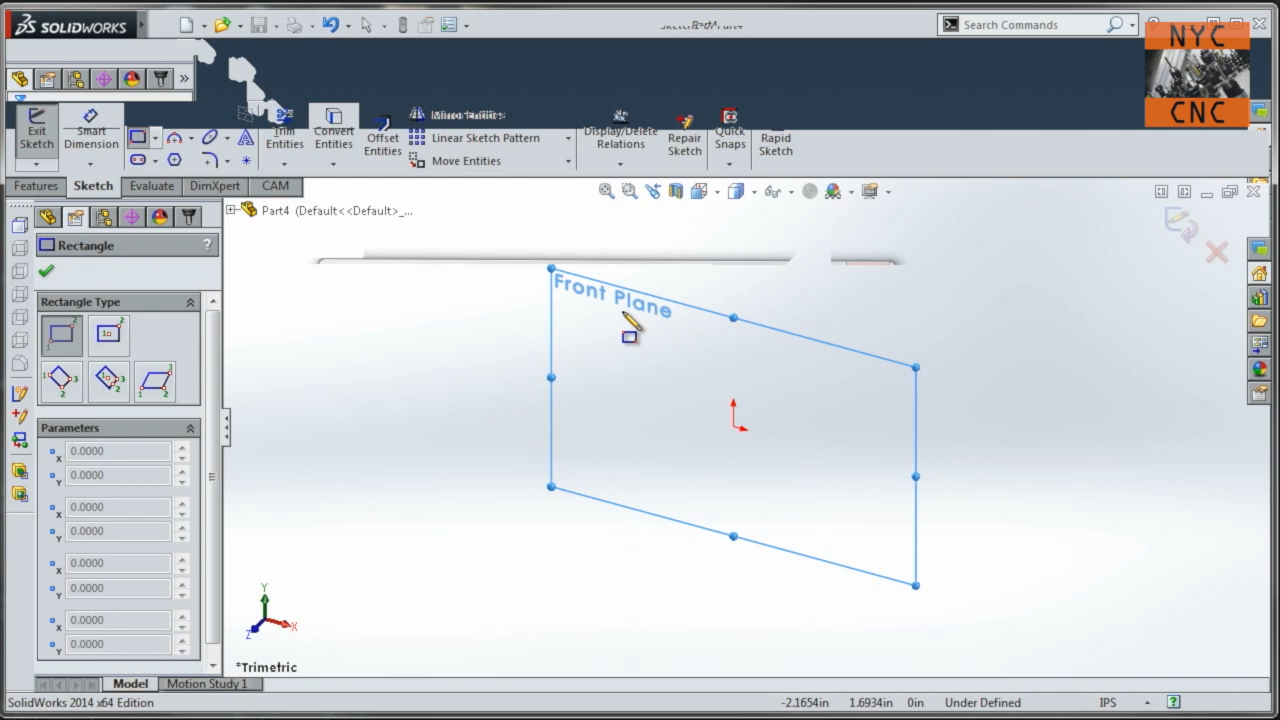 SOLIDWORKS
Search Commands
?
NYC
CNC
Exit Sketch
Smart Dimension
Trim Entities
Convert Entities
Offset Entities
Mirror Entities
Linear Sketch Pattern
Move Entities
Display/Delete Relations
Repair Sketch
Quick Snaps
Rapid Sketch
Features
Sketch
Evaluate
DimXpert
CAM
Part4 (Default<<Default>_...
Rectangle
?
Rectangle Type
Parameters
X 0.0000
Y 0.0000
X 0.0000
Y 0.0000
X 0.0000
Y 0.0000
X 0.0000
Y 0.0000
Front Plane
Y
X
Z
*Trimetric
Model
Motion Study 1
SolidWorks 2014 x64 Edition
-2.1654in
1.6934in
0in
Under Defined
IPS
?